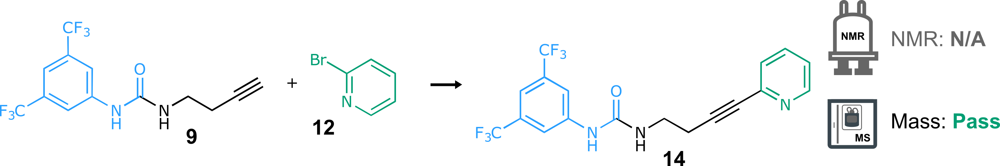 CF3
F3C
O
N
H
N
H
9
+
Br
N
12
CF3
F3C
O
N
H
N
H
N
14
NMR
NMR: N/A
MS
Mass: Pass